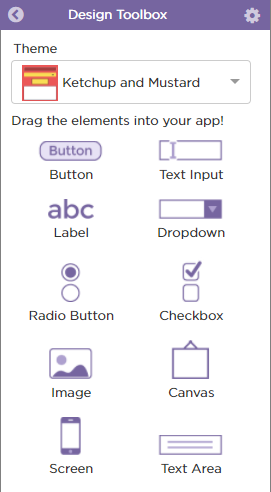 Design Toolbox
Theme
Ketchup and Mustard
Drag the elements into your app!
Button
Button Text Input
abc
Label Dropdown
Radio Button Checkbox
Image Canvas
Screen Text Area